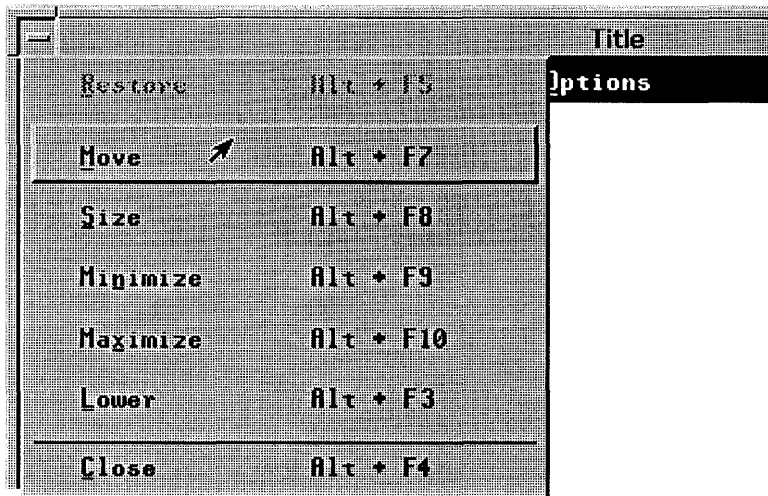 Title
Restore Alt + F5
ptions
Move Alt + F7
Size Alt + F8
Minimize Alt + F9
Maximize Alt + F10
Lower Alt + F3
Close Alt + F4